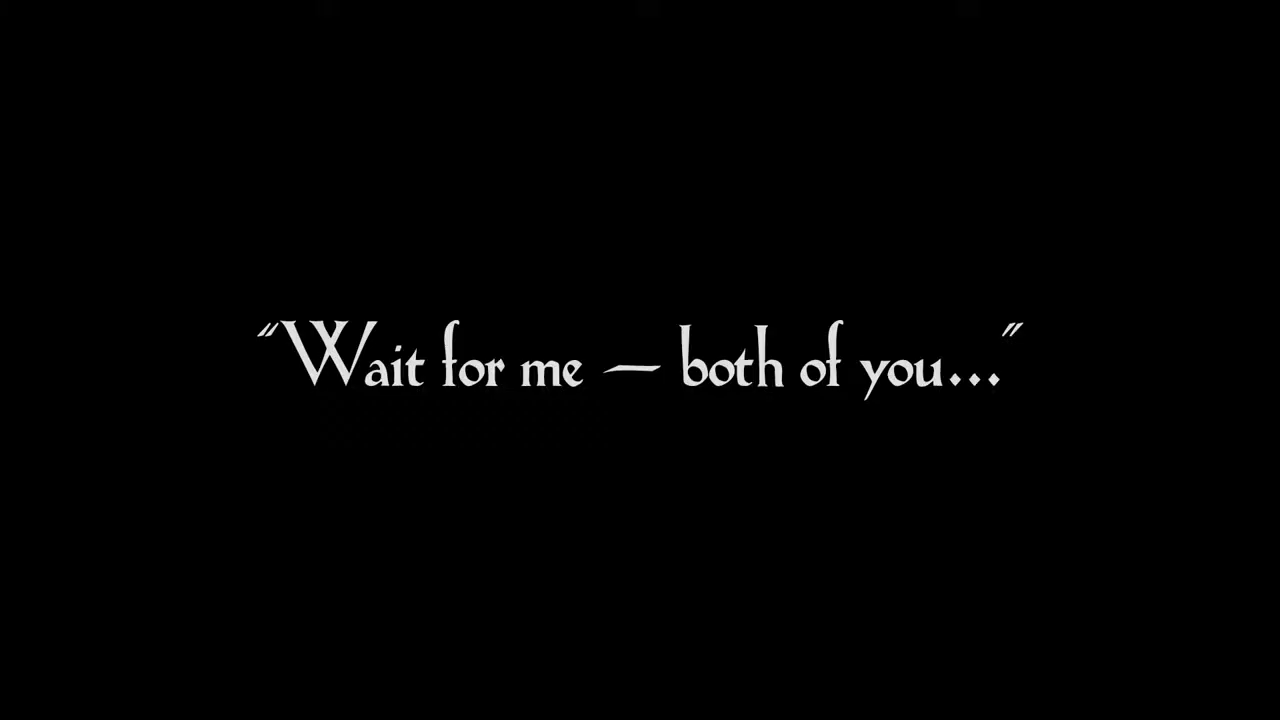 “Wait for me — both of you...”